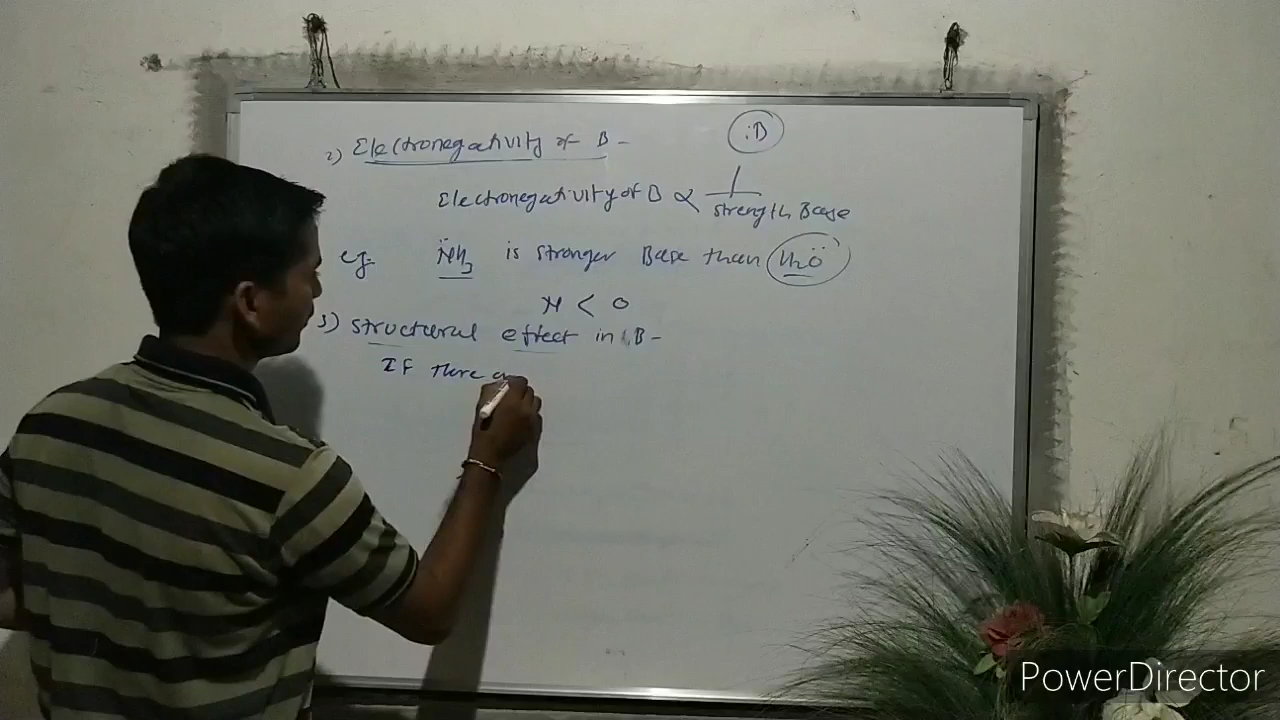 :B
2) Electronegativity of B -
Electronegativity of B ∝ 1 / strength Base
eg. N̈H3 is stronger Base than H2Ö
N < O
3) structural effect in :B -
IF there
PowerDirector